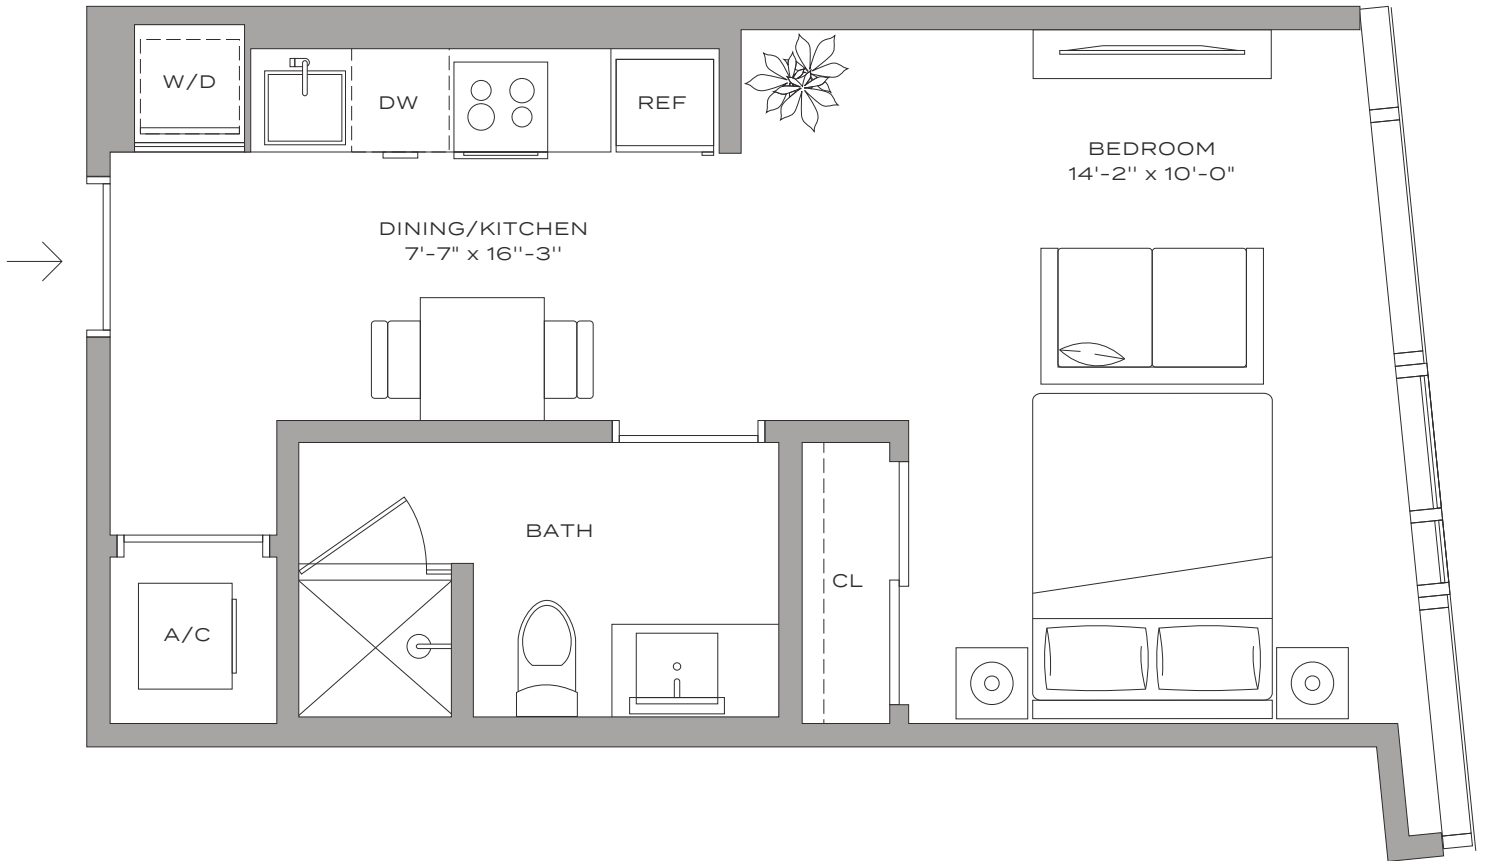 W/D
DW
REF
BEDROOM
14'-2'' x 10'-0"
DINING/KITCHEN
7'-7" x 16''-3''
BATH
CL
A/C